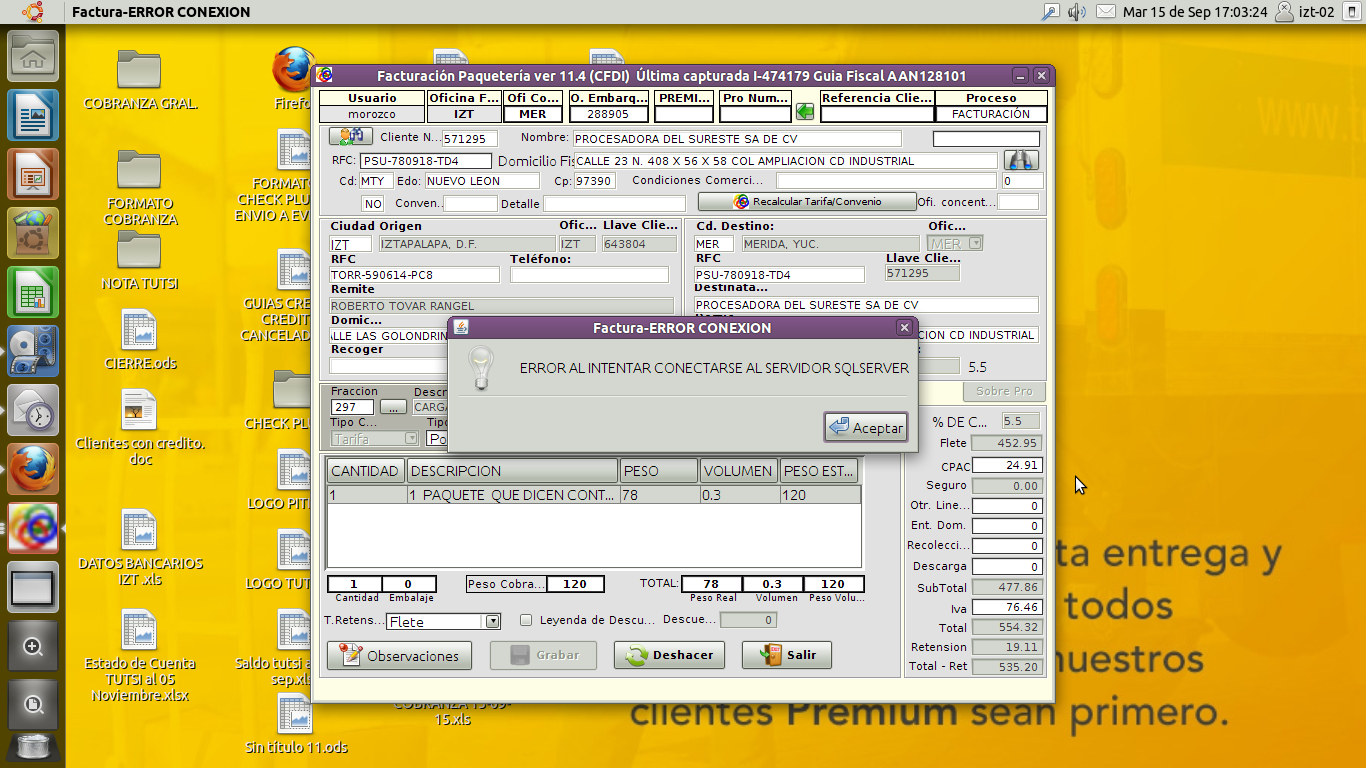 Factura-ERROR CONEXION
Mar 15 de Sep 17:03:24 izt-02
COBRANZA GRAL.
FORMATO COBRANZA
NOTA TUTSI
CIERRE.ods
Clientes con credito.
doc
DATOS BANCARIOS
IZT .xls
Estado de Cuenta
TUTSI al 05
Noviembre.xlsx
Firefo
FORMATO
CHECK PLU
ENVIO A EV
GUIAS CRE
CREDIT
CANCELAD
CHECK PL
LOGO PIT
LOGO TUT
Saldo tutsi a
sep.xls
Sin título 11.ods
COBRANZA 15-09-
15.xls
Facturación Paquetería ver 11.4 (CFDI) Última capturada I-474179 Guia Fiscal AAN128101
Usuario Oficina F... Ofi Co... O. Embarq... PREMI... Pro Num... Referencia Clie... Proceso
morozco IZT MER 288905 FACTURACIÓN
Cliente N... 571295 Nombre: PROCESADORA DEL SURESTE SA DE CV
RFC: PSU-780918-TD4 Domicilio Fis CALLE 23 N. 408 X 56 X 58 COL AMPLIACION CD INDUSTRIAL
Cd: MTY Edo: NUEVO LEON Cp: 97390 Condiciones Comerci... 0
NO Conven.. Detalle Recalcular Tarifa/Convenio Ofi. concent...
Ciudad Origen Ofic... Llave Clie...
IZT IZTAPALAPA, D.F. IZT 643804
RFC Teléfono:
TORR-590614-PC8
Remite
ROBERTO TOVAR RANGEL
Domic...
ALLE LAS GOLONDRIN
Recoger
Cd. Destino: Ofic...
MER MERIDA, YUC. MER
RFC Llave Clie...
PSU-780918-TD4 571295
Destinata...
PROCESADORA DEL SURESTE SA DE CV
CION CD INDUSTRIAL
5.5
Factura-ERROR CONEXION
ERROR AL INTENTAR CONECTARSE AL SERVIDOR SQLSERVER
Aceptar
Fraccion Descr
297 ... CARGA
Tipo C... Tipo
Tarifa Po
Sobre Pro
CANTIDAD DESCRIPCION PESO VOLUMEN PESO EST...
1 1 PAQUETE QUE DICEN CONT... 78 0.3 120
1 0 Peso Cobra... 120 TOTAL: 78 0.3 120
Cantidad Embalaje Peso Real Volumen Peso Volu...
T.Retens... Flete Leyenda de Descu... Descue... 0
Observaciones Grabar Deshacer Salir
% DE C... 5.5
Flete 452.95
CPAC 24.91
Seguro 0.00
Otr. Line... 0
Ent. Dom. 0
Recolecci... 0
Descarga 0
SubTotal 477.86
Iva 76.46
Total 554.32
Retension 19.11
Total - Ret 535.20
www.t
ta entrega y
todos
nuestros
clientes Premium sean primero.